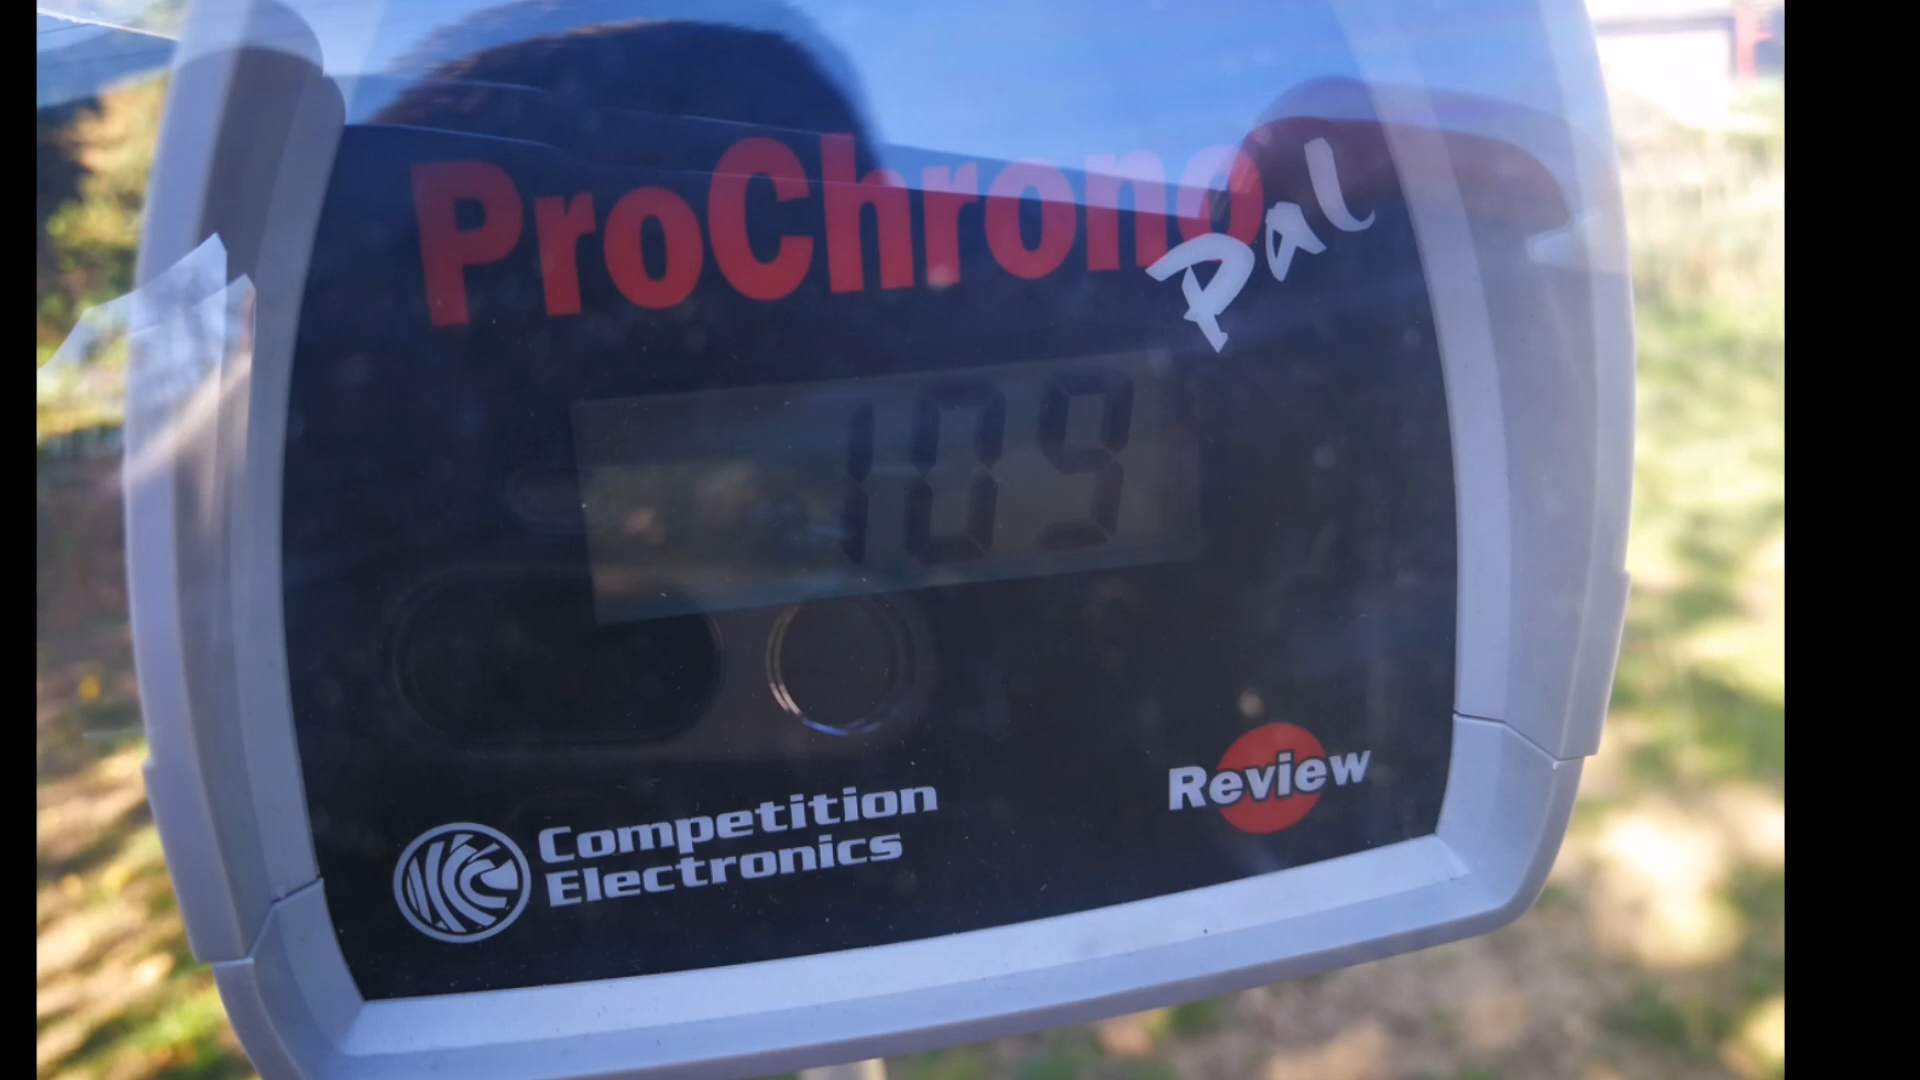 ProChrono
Pal
109
Competition
Electronics
Review